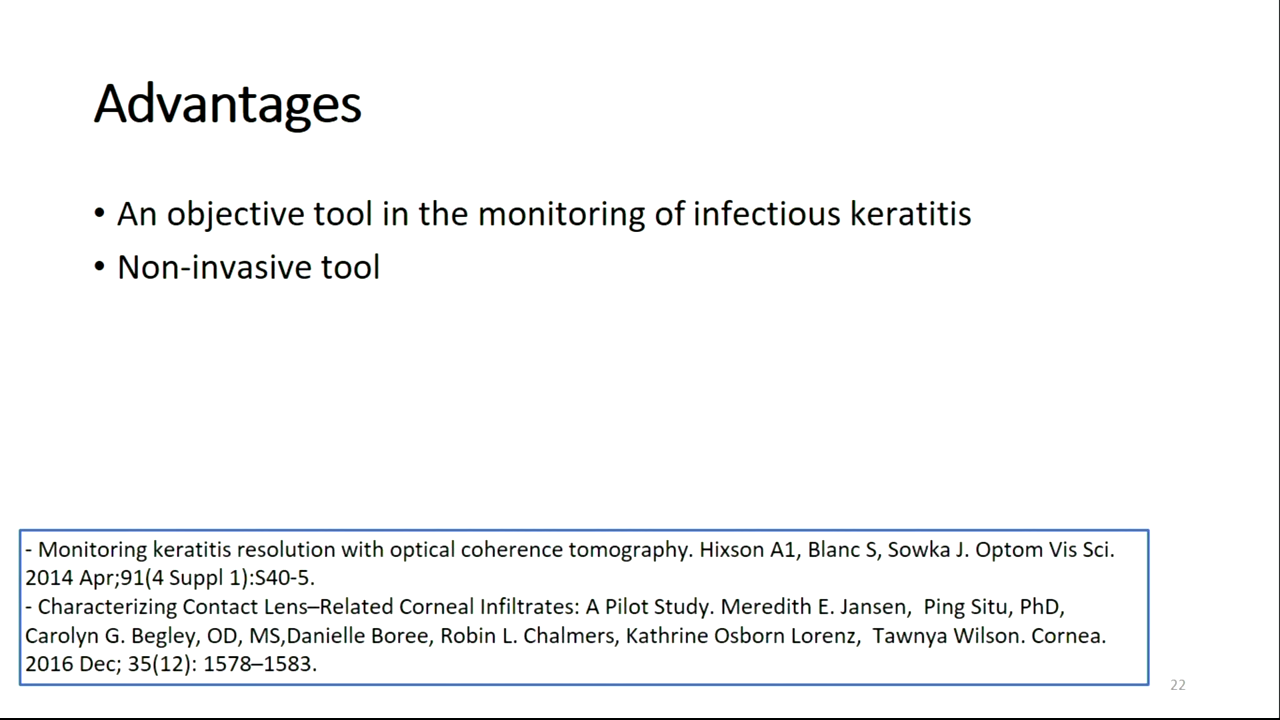 Advantages
• An objective tool in the monitoring of infectious keratitis
• Non-invasive tool
- Monitoring keratitis resolution with optical coherence tomography. Hixson A1, Blanc S, Sowka J. Optom Vis Sci.
2014 Apr;91(4 Suppl 1):S40-5.
- Characterizing Contact Lens–Related Corneal Infiltrates: A Pilot Study. Meredith E. Jansen,  Ping Situ, PhD,
Carolyn G. Begley, OD, MS,Danielle Boree, Robin L. Chalmers, Kathrine Osborn Lorenz,  Tawnya Wilson. Cornea.
2016 Dec; 35(12): 1578–1583.
22